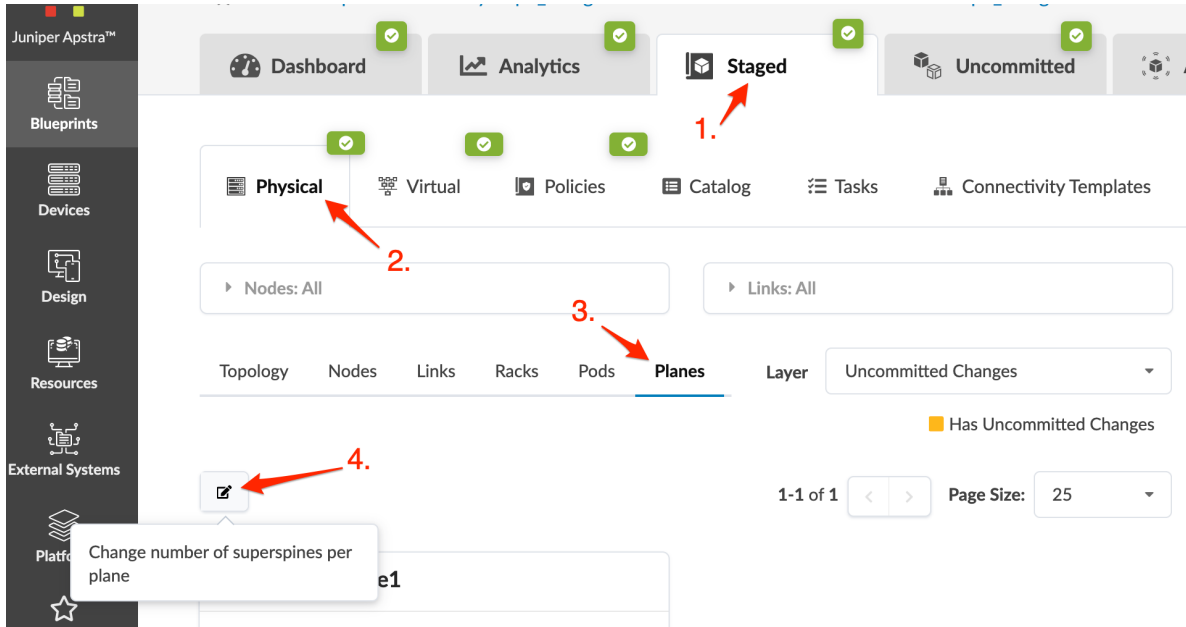 Juniper Apstra™
Blueprints
Devices
Design
Resources
External Systems
Dashboard
Analytics
Staged
Uncommitted
1.
Physical
Virtual
Policies
Catalog
Tasks
Connectivity Templates
2.
Nodes: All
Links: All
3.
Topology
Nodes
Links
Racks
Pods
Planes
Layer
Uncommitted Changes
Has Uncommitted Changes
4.
1-1 of 1
Page Size:
25
Change number of superspines per
plane